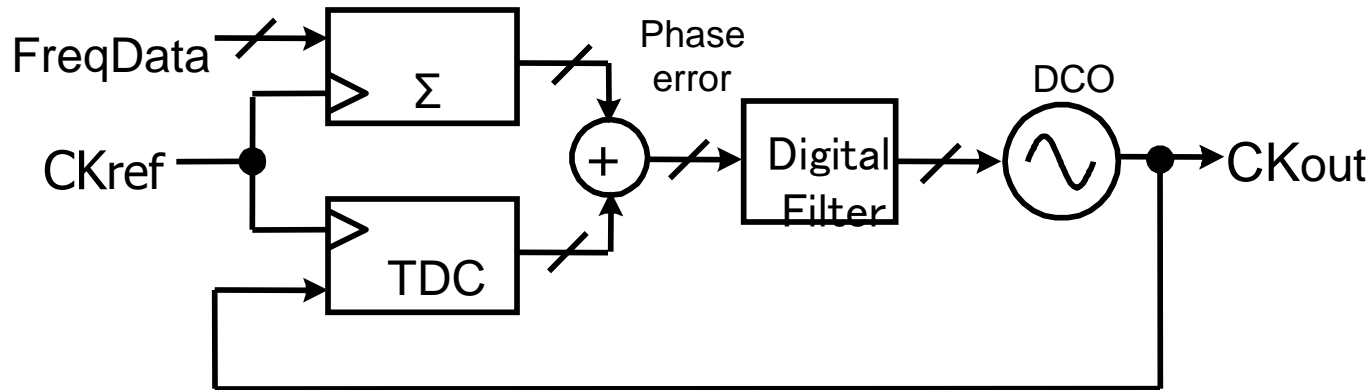 FreqData
Σ
Phase
error
DCO
CKref
+
Digital
Filter
CKout
TDC